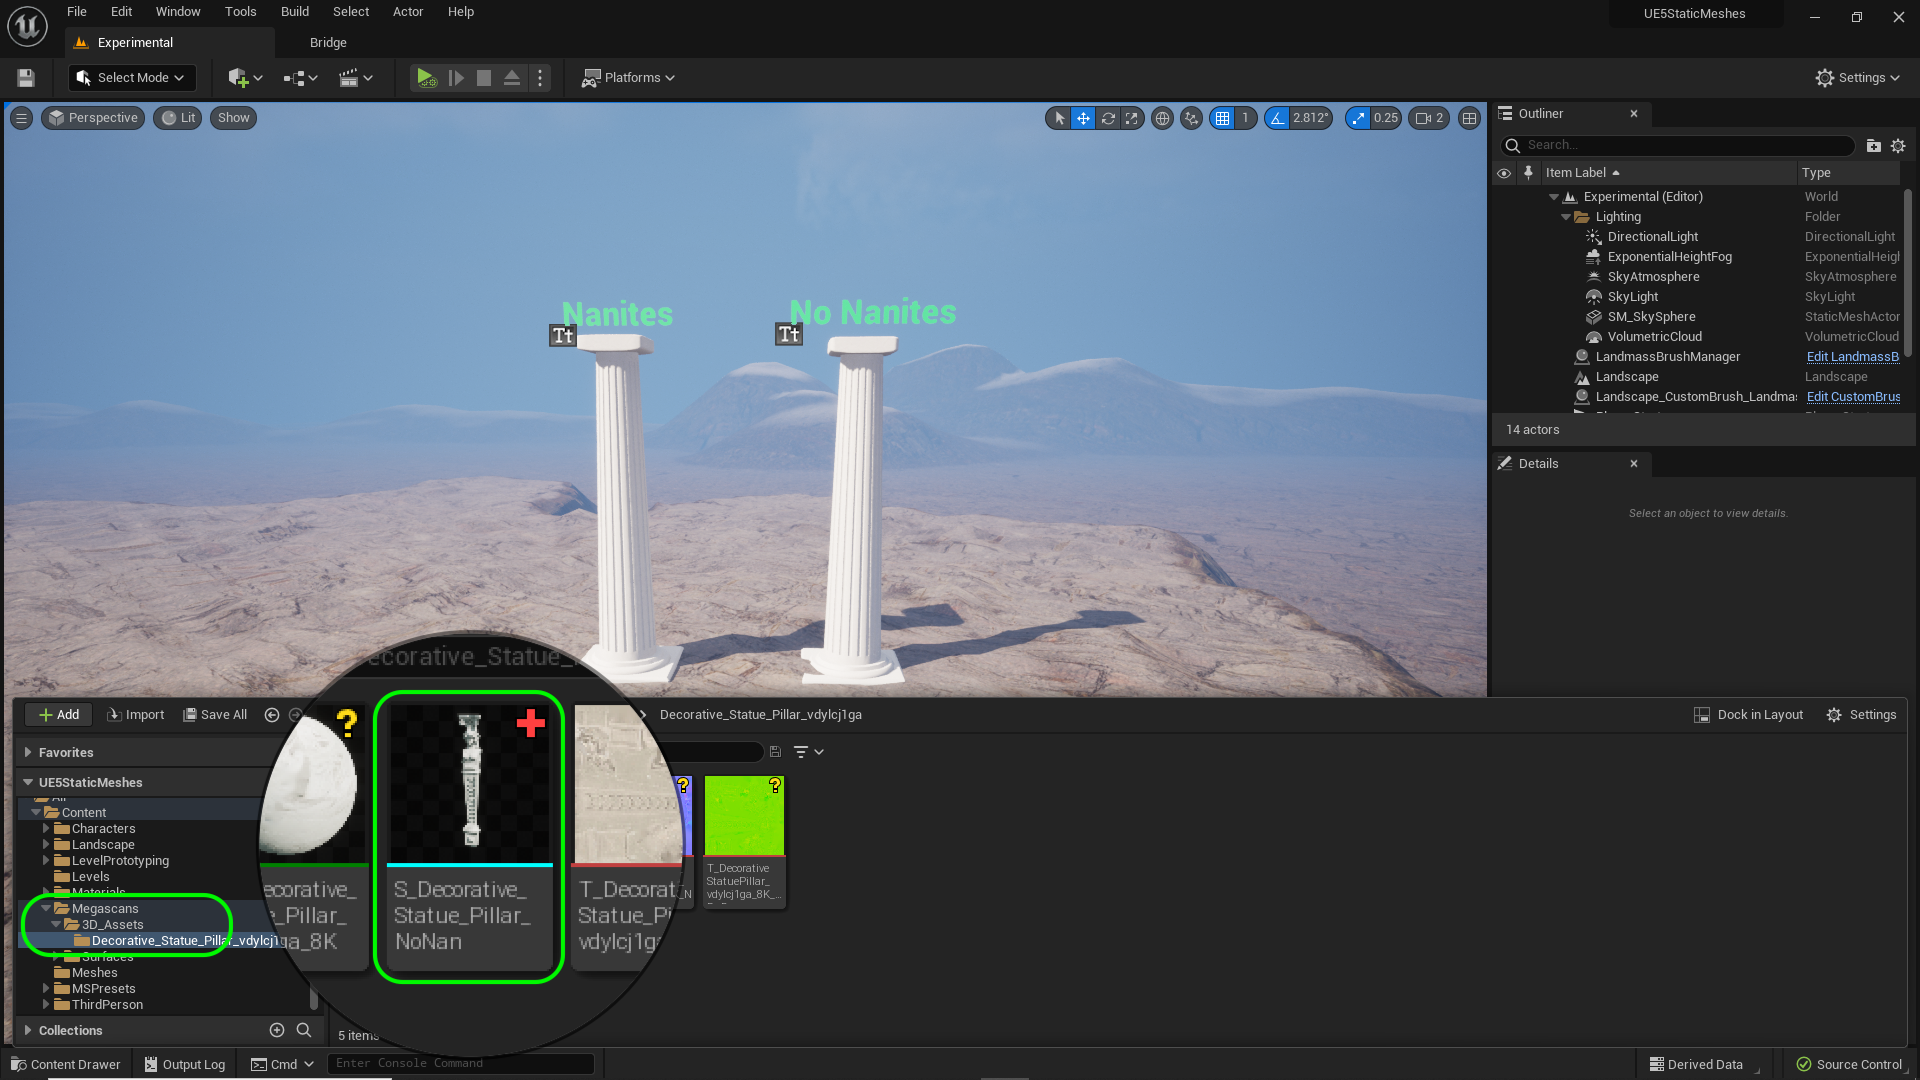 File Edit Window Tools Build Select Actor Help
UE5StaticMeshes
Experimental
Bridge
Select Mode
Platforms
Settings
Perspective
Lit
Show
1
2.812°
0.25
2
Outliner
Search...
Item Label
Type
Experimental (Editor)
World
Lighting
Folder
DirectionalLight
DirectionalLight
ExponentialHeightFog
ExponentialHeigl
SkyAtmosphere
SkyAtmosphere
SkyLight
SkyLight
SM_SkySphere
StaticMeshActor
VolumetricCloud
VolumetricCloud
LandmassBrushManager
Edit LandmassB
Landscape
Landscape
Landscape_CustomBrush_Landmas
Edit CustomBrus
14 actors
Details
Select an object to view details.
Nanites
Tt
No Nanites
Tt
ecorative_Statue_
Add
Import
Save All
Decorative_Statue_Pillar_vdylcj1ga
Dock in Layout
Settings
Favorites
UE5StaticMeshes
All
Content
Characters
Landscape
LevelPrototyping
Levels
Materials
Megascans
3D_Assets
Decorative_Statue_Pillar_vdylcj1
Surfaces
Meshes
MSPresets
ThirdPerson
Collections
ecorative_
e_Pillar_
ga_8K
S_Decorative_
Statue_Pillar_
NoNan
T_Decorat
Statue_Pi
vdylcj1g
N
T_Decorative
StatuePillar_
vdylcj1ga_8K_...
5 items
Content Drawer
Output Log
Cmd
Enter Console Command
Derived Data
Source Control